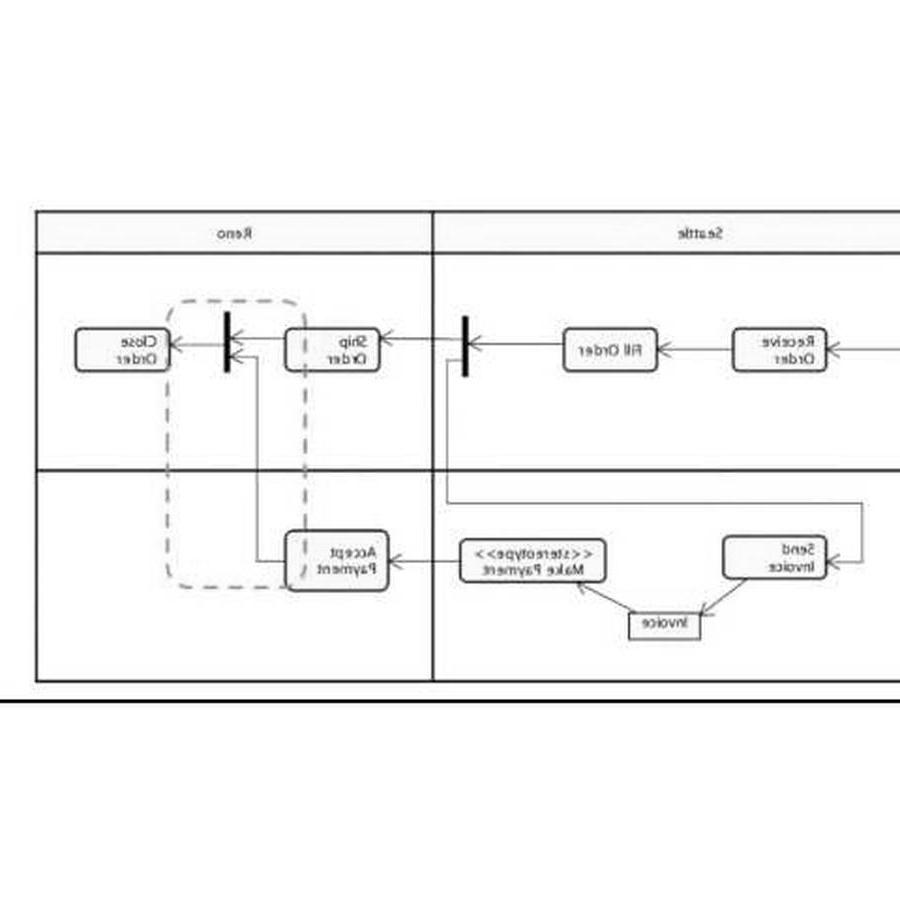 Seattle
Reno
Receive
Order
Fill Order
Ship
Order
Close
Order
Send
Invoice
Invoice
<<stereotype>>
Make Payment
Accept
Payment